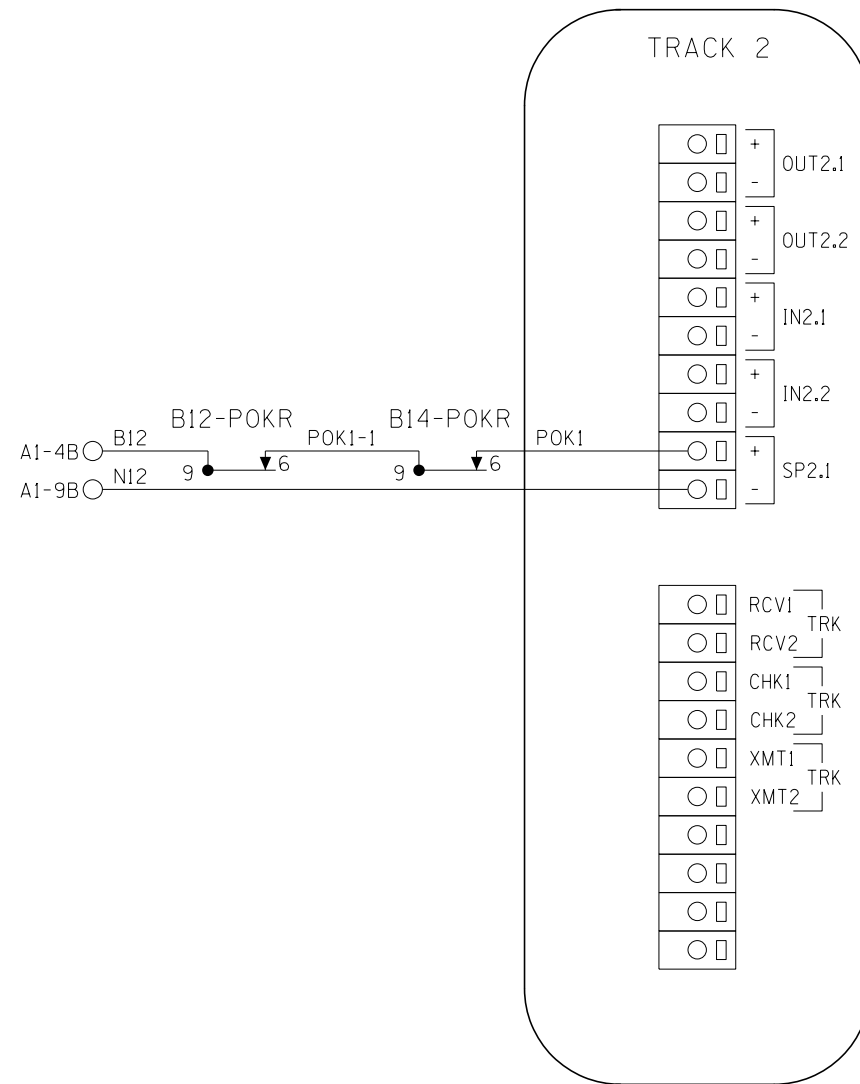 TRACK 2
+
OUT2.1
-
+
OUT2.2
-
+
IN2.1
-
+
IN2.2
-
B12-POKR
B14-POKR
A1-4B B12
POK1-1
POK1
+
9
6
9
6
SP2.1
A1-9B N12
-
RCV1
TRK
RCV2
CHK1
TRK
CHK2
XMT1
TRK
XMT2